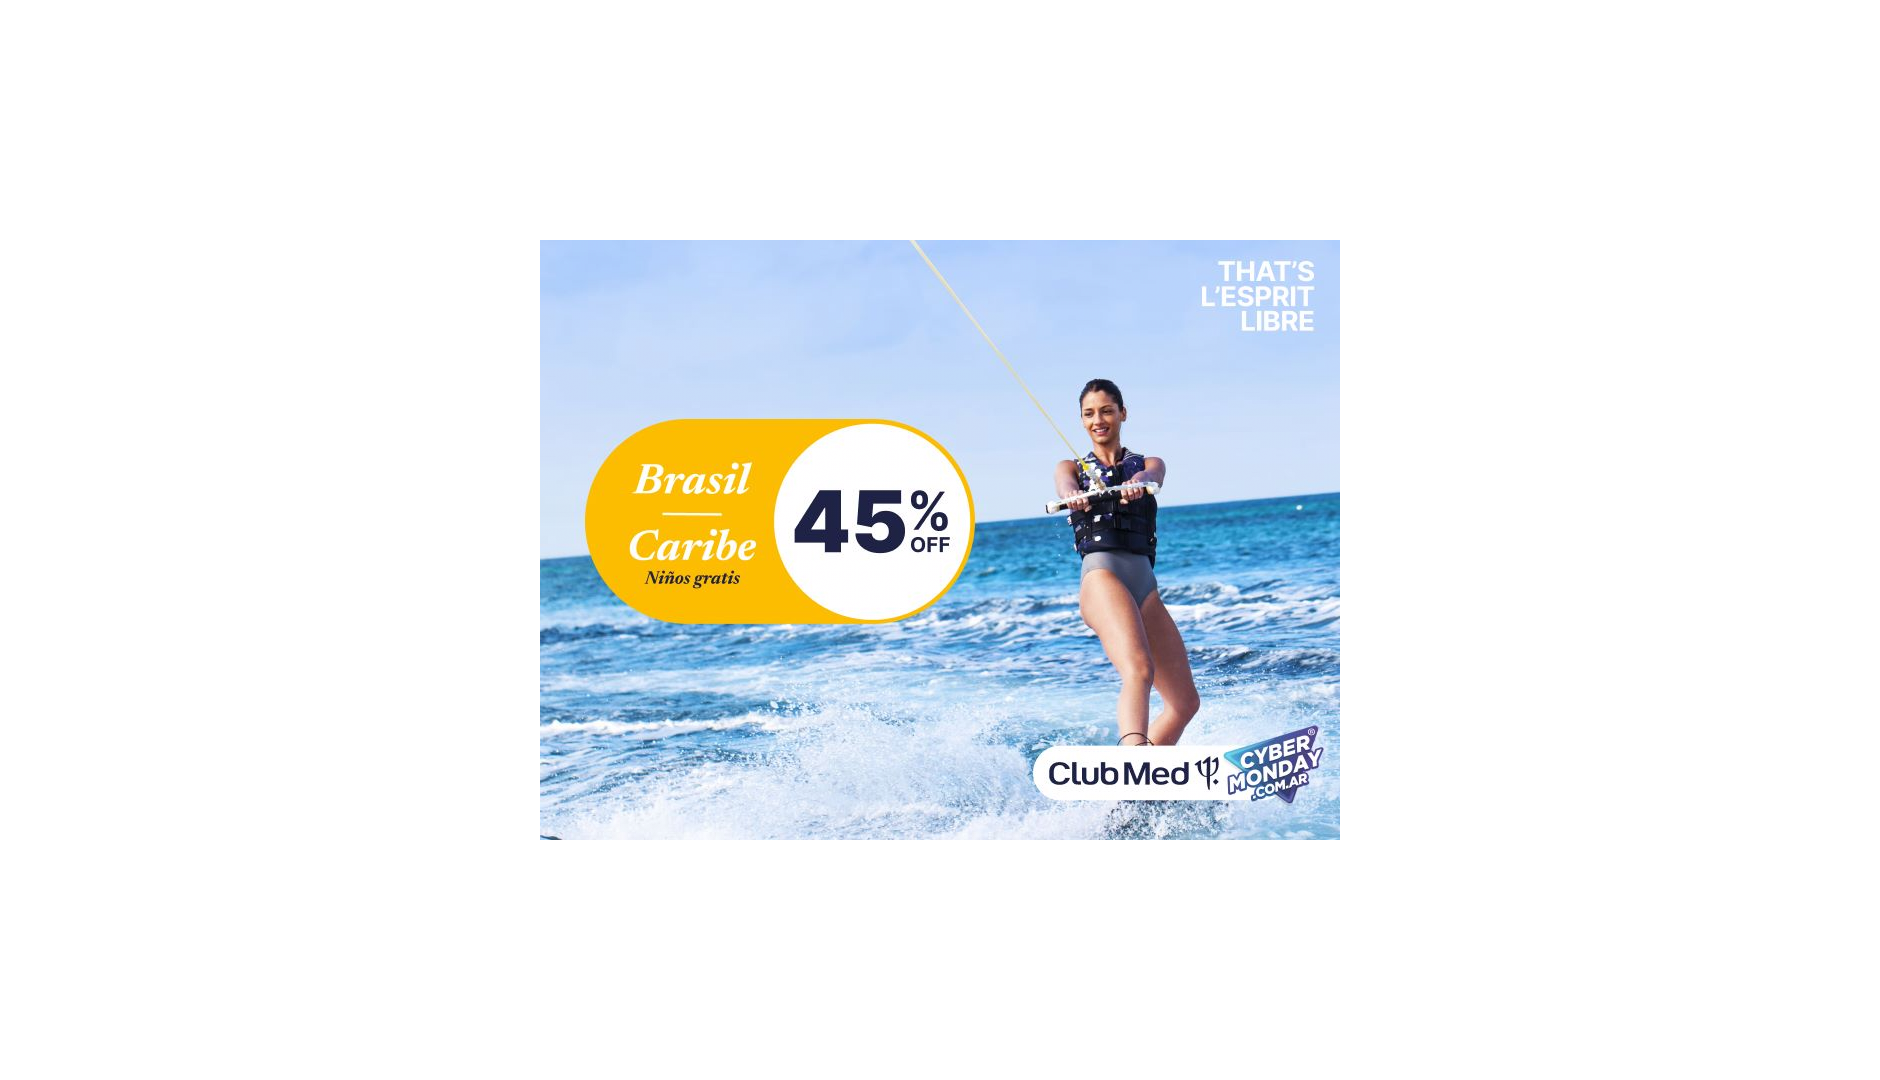 THAT'S
L'ESPRIT
LIBRE
Brasil
Caribe
Niños gratis
45%
OFF
Club Med
CYBER
MONDAY®
.COM.AR